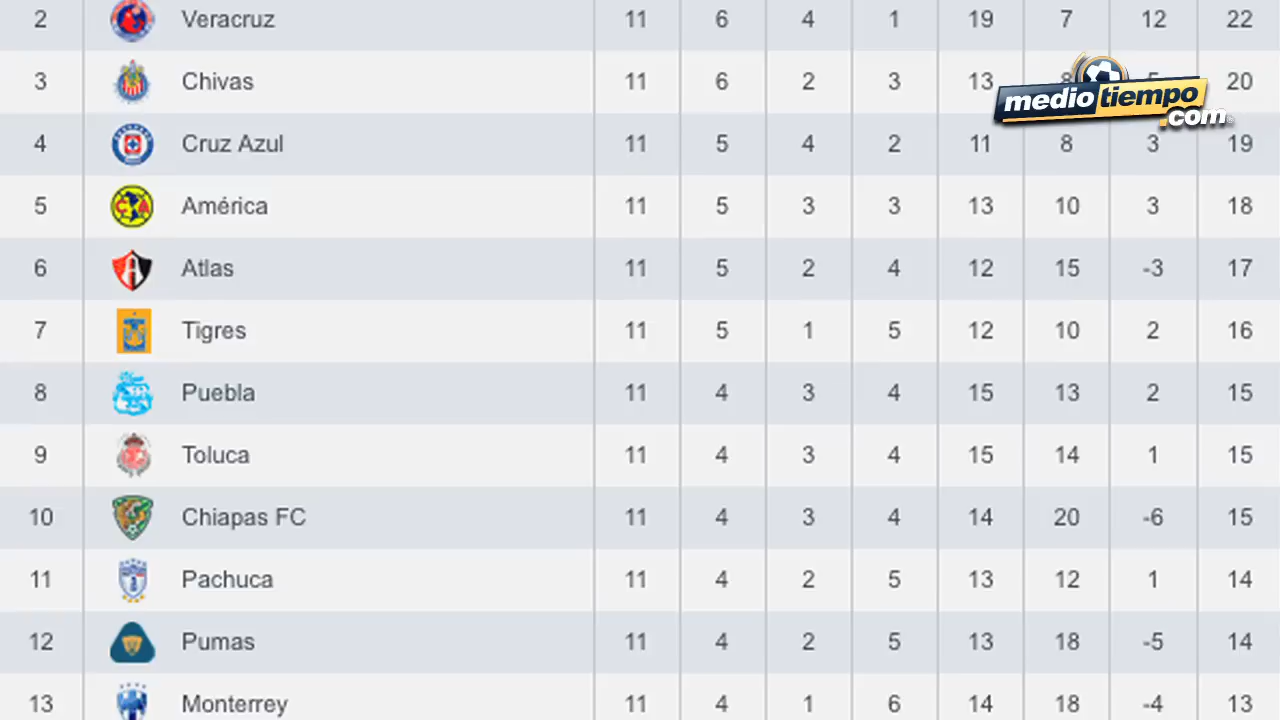 2 Veracruz 11 6 4 1 19 7 12 22
3 Chivas 11 6 2 3 13 8 5 20
mediotiempo
.com
4 Cruz Azul 11 5 4 2 11 8 3 19
5 América 11 5 3 3 13 10 3 18
6 Atlas 11 5 2 4 12 15 -3 17
7 Tigres 11 5 1 5 12 10 2 16
8 Puebla 11 4 3 4 15 13 2 15
9 Toluca 11 4 3 4 15 14 1 15
10 Chiapas FC 11 4 3 4 14 20 -6 15
11 Pachuca 11 4 2 5 13 12 1 14
12 Pumas 11 4 2 5 13 18 -5 14
13 Monterrey 11 4 1 6 14 18 -4 13